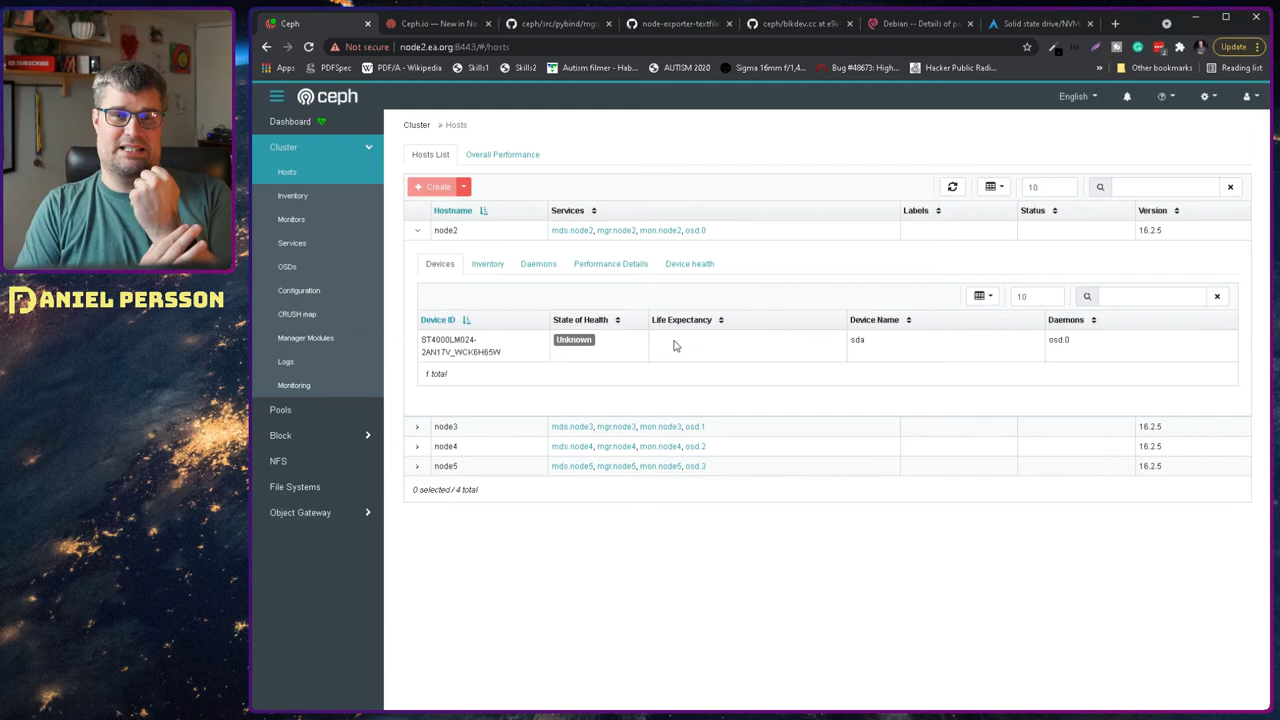 Ceph
Ceph.io — New in Na
ceph/src/pybind/mgr
node-exporter-textfile
ceph/blkdev.cc at e9a
Debian -- Details of pa
Solid state drive/NVM
Not secure
node2.ea.org:8443/#/hosts
Update
Apps
PDFSpec
PDF/A - Wikipedia
Skills1
Skills2
Autism filmer - Hab...
AUTISM 2020
sigma 16mm f/1,4...
Bug #48673: High...
Hacker Public Radi...
»
Other bookmarks
Reading list
ceph
English
Dashboard
Cluster
Hosts
Inventory
Monitors
Services
OSDs
Configuration
CRUSH map
Manager Modules
Logs
Monitoring
Pools
Block
NFS
File Systems
Object Gateway
Cluster » Hosts
Hosts List
Overall Performance
+ Create
10
Hostname Services Labels Status Version
node2 mds.node2, mgr.node2, mon.node2, osd.0 16.2.5
Devices Inventory Daemons Performance Details Device health
10
Device ID State of Health Life Expectancy Device Name Daemons
ST4000LM024- Unknown sda osd.0
2AN17V_WCK6H65W
1 total
node3 mds.node3, mgr.node3, mon.node3, osd.1 16.2.5
node4 mds.node4, mgr.node4, mon.node4, osd.2 16.2.5
node5 mds.node5, mgr.node5, mon.node5, osd.3 16.2.5
0 selected / 4 total
SUBSCRIBE
DANIEL PERSSON